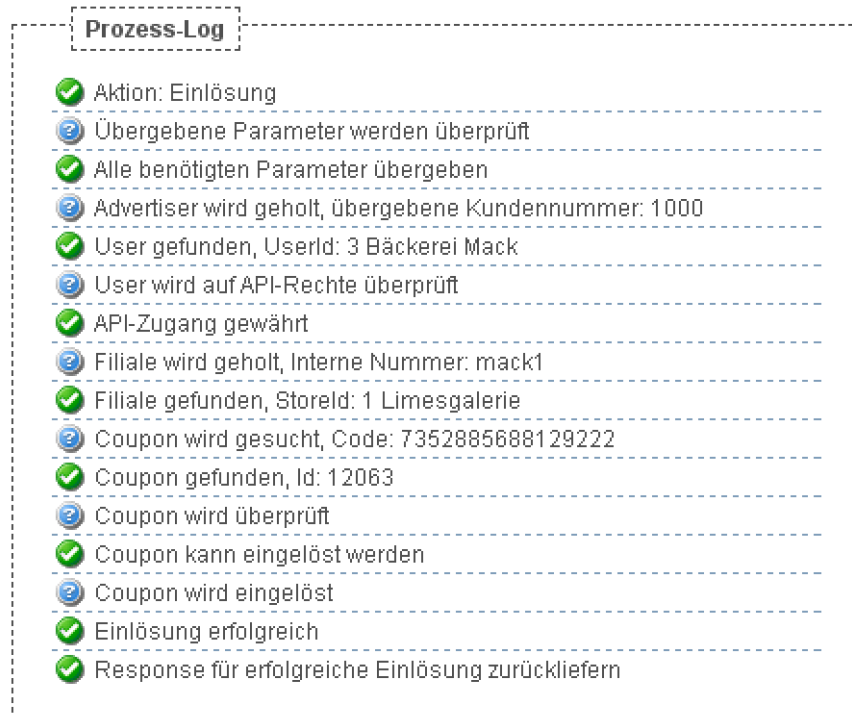 Prozess-Log
Aktion: Einlösung
Übergebene Parameter werden überprüft
Alle benötigten Parameter übergeben
Advertiser wird geholt, übergebene Kundennummer: 1000
User gefunden, UserId: 3 Bäckerei Mack
User wird auf API-Rechte überprüft
API-Zugang gewährt
Filiale wird geholt, Interne Nummer: mack1
Filiale gefunden, StoreId: 1 Limesgalerie
Coupon wird gesucht, Code: 7352885688129222
Coupon gefunden, Id: 12063
Coupon wird überprüft
Coupon kann eingelöst werden
Coupon wird eingelöst
Einlösung erfolgreich
Response für erfolgreiche Einlösung zurückliefern